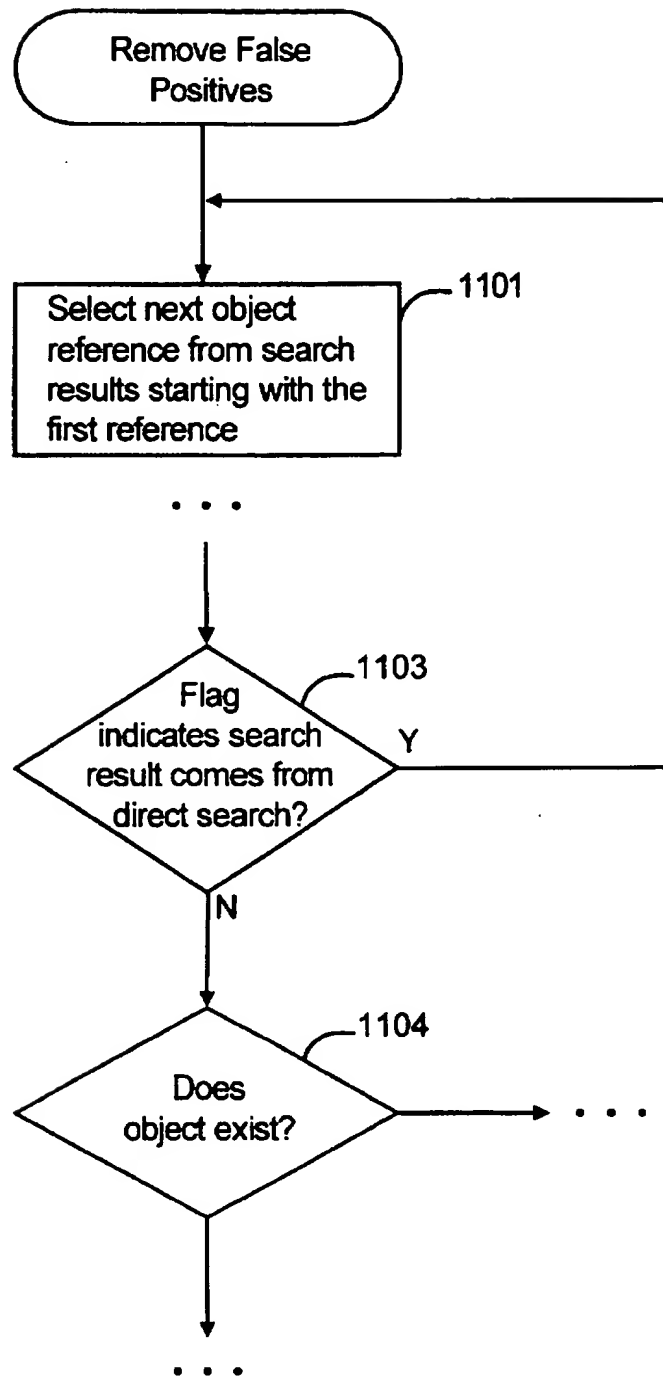 Remove False
Positives
1101
Select next object
reference from search
results starting with the
first reference
. . .
1103
Flag
indicates search
result comes from
direct search?
Y
N
1104
Does
object exist?
. . .
. . .